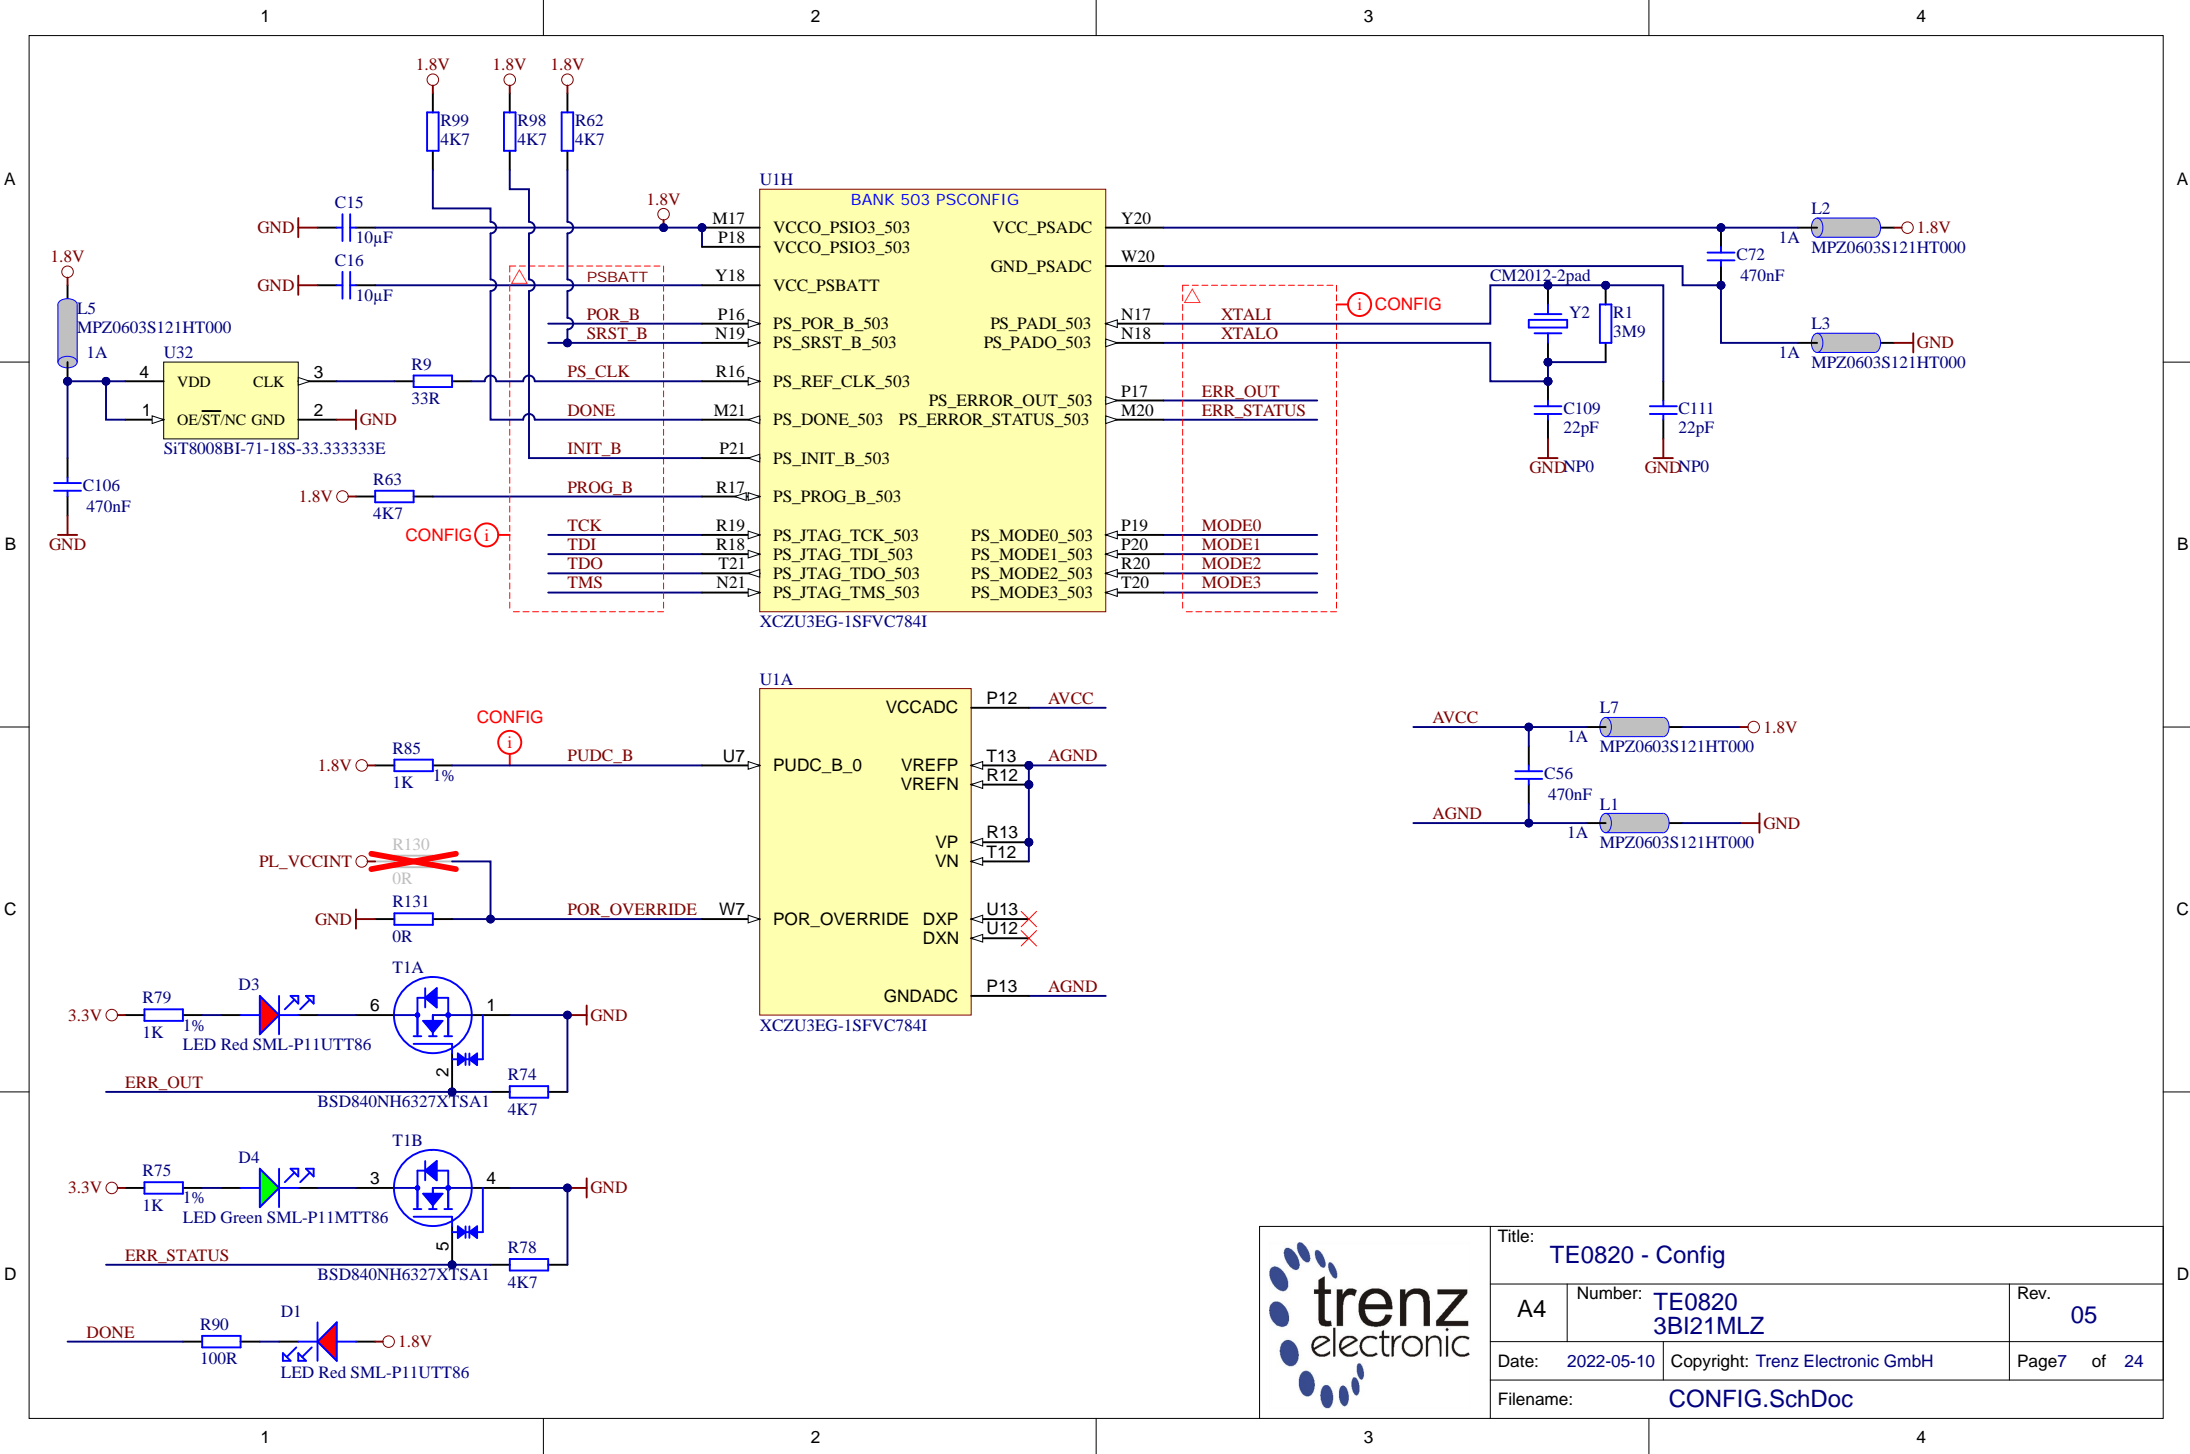 1 2 3 4
A A
B B
C C
D D
1 2 3 4
1.8V 1.8V 1.8V
R99 R98 R62
4K7 4K7 4K7
C15
GND 10µF
1.8V
C16
GND 10µF
1.8V
L5
MPZ0603S121HT000
1A
U32
4 VDD CLK 3
1 OE/ST/NC GND 2 GND
SiT8008BI-71-18S-33.333333E
R9
33R
C106
470nF
GND
1.8V R63
4K7
CONFIG i
PSBATT
POR_B
SRST_B
PS_CLK
DONE
INIT_B
PROG_B
TCK
TDI
TDO
TMS
U1H
BANK 503 PSCONFIG
M17 VCCO_PSIO3_503
P18 VCCO_PSIO3_503
Y18 VCC_PSBATT
P16 PS_POR_B_503
N19 PS_SRST_B_503
R16 PS_REF_CLK_503
M21 PS_DONE_503
P21 PS_INIT_B_503
R17 PS_PROG_B_503
R19 PS_JTAG_TCK_503
R18 PS_JTAG_TDI_503
T21 PS_JTAG_TDO_503
N21 PS_JTAG_TMS_503
VCC_PSADC Y20
GND_PSADC W20
PS_PADI_503 N17 XTALI
PS_PADO_503 N18 XTALO
PS_ERROR_OUT_503 P17 ERR_OUT
PS_ERROR_STATUS_503 M20 ERR_STATUS
PS_MODE0_503 P19 MODE0
PS_MODE1_503 P20 MODE1
PS_MODE2_503 R20 MODE2
PS_MODE3_503 T20 MODE3
XCZU3EG-1SFVC784I
i CONFIG
CM2012-2pad
Y2
R1
3M9
C109
22pF
GND NP0
C111
22pF
GND NP0
L2
1A 1.8V
MPZ0603S121HT000
C72
470nF
L3
1A GND
MPZ0603S121HT000
U1A
VCCADC P12 AVCC
PUDC_B_0 VREFP T13 AGND
VREFN R12
VP R13
VN T12
POR_OVERRIDE DXP U13
DXN U12
GNDADC P13 AGND
XCZU3EG-1SFVC784I
CONFIG
i
1.8V R85 PUDC_B U7
1K 1%
PL_VCCINT R130
0R
GND R131 POR_OVERRIDE W7
0R
AVCC L7 1.8V
1A MPZ0603S121HT000
C56
470nF
AGND L1 GND
1A MPZ0603S121HT000
T1A
3.3V R79 D3 6 1 GND
1K 1%
LED Red SML-P11UTT86
2
ERR_OUT R74
BSD840NH6327XTSA1 4K7
T1B
3.3V R75 D4 3 4 GND
1K 1%
LED Green SML-P11MTT86
5
ERR_STATUS R78
BSD840NH6327XTSA1 4K7
D1
DONE R90 1.8V
100R
LED Red SML-P11UTT86
trenz
electronic
Title:
TE0820 - Config
A4 Number: TE0820
3BI21MLZ
Rev.
05
Date: 2022-05-10 Copyright: Trenz Electronic GmbH Page7 of 24
Filename: CONFIG.SchDoc